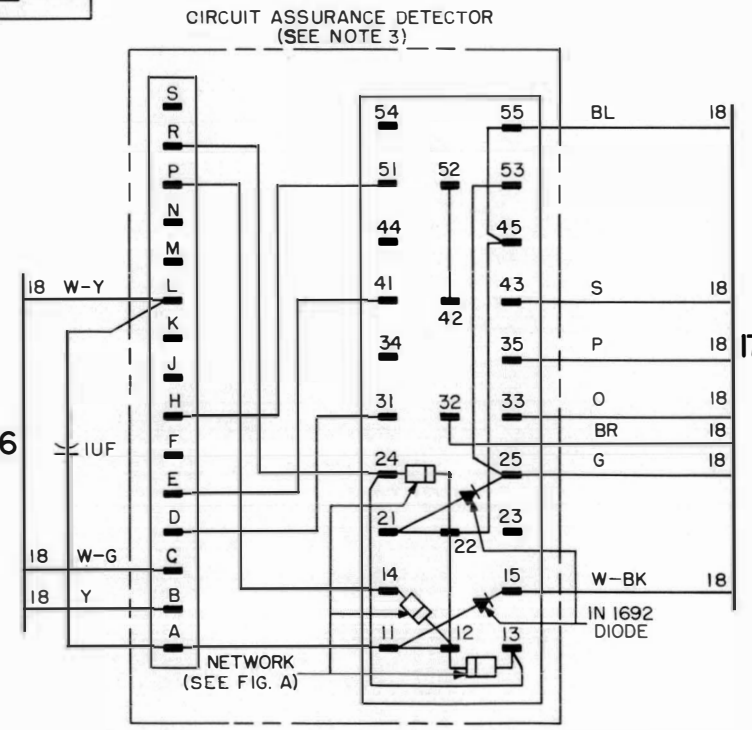 CIRCUIT ASSURANCE DETECTOR
(SEE NOTE 3)
S
R
P
N
M
L
K
J
H
F
E
D
C
B
A
18 W-Y
1UF
18 W-G
18 Y
6
54
55
51
52
53
44
45
41
42
43
34
35
31
32
33
24
25
21
22
23
14
15
11
12
13
BL 18
S 18
P 18
O 18
BR 18
G 18
W-BK 18
IN 1692
DIODE
NETWORK
(SEE FIG. A)